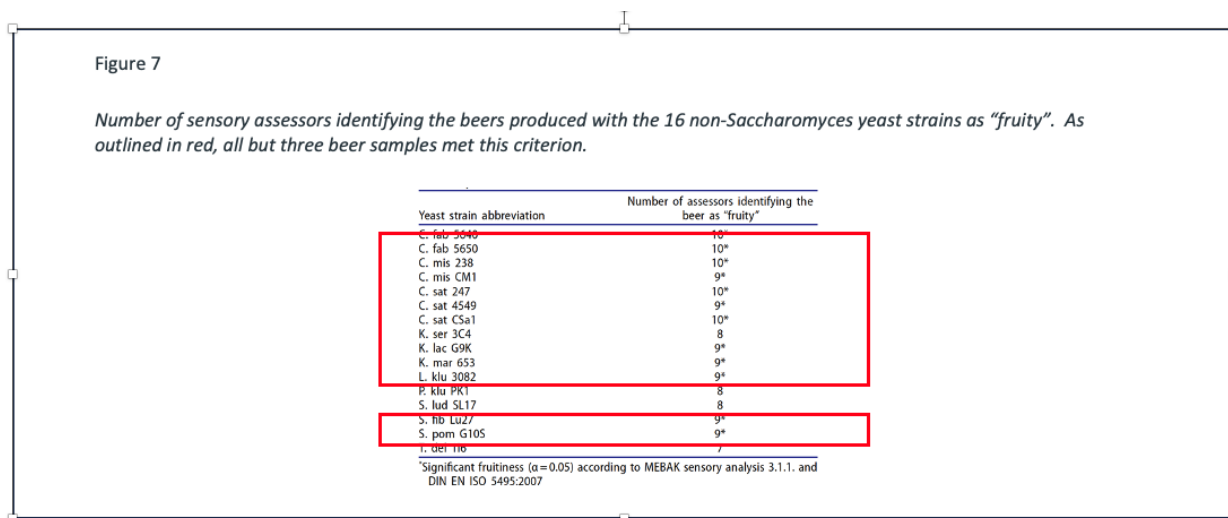 Figure 7
Number of sensory assessors identifying the beers produced with the 16 non-Saccharomyces yeast strains as “fruity”. As
outlined in red, all but three beer samples met this criterion.
Yeast strain abbreviation Number of assessors identifying the
beer as “fruity”
C. fab 10*
C. fab 5650 10*
C. mis 238 10*
C. mis CM1 9*
C. sat 247 10*
C. sat 4549 9*
C. sat CSa1 10*
K. ser 3C4 8
K. lac G9K 9*
K. mar 653 9*
L. klu 3082 9*
P. klu PK1 8
S. lud SL17 8
S. fib Lu27 9*
S. pom G10S 9*
T. del 7
*Significant fruitiness (α=0.05) according to MEBAK sensory analysis 3.1.1. and
DIN EN ISO 5495:2007